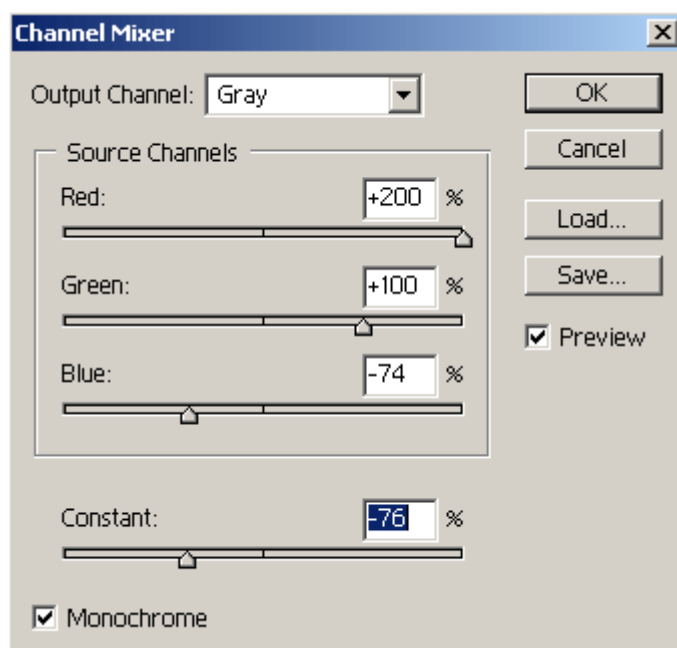 Channel Mixer
Output Channel: Gray
OK
Cancel
Source Channels
Red: +200 %
Load...
Green: +100 %
Save...
Preview
Blue: -74 %
Constant: -76 %
Monochrome